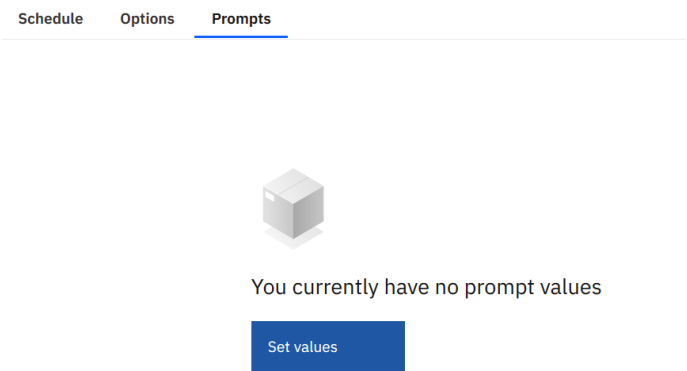 Schedule Options Prompts
You currently have no prompt values
Set values